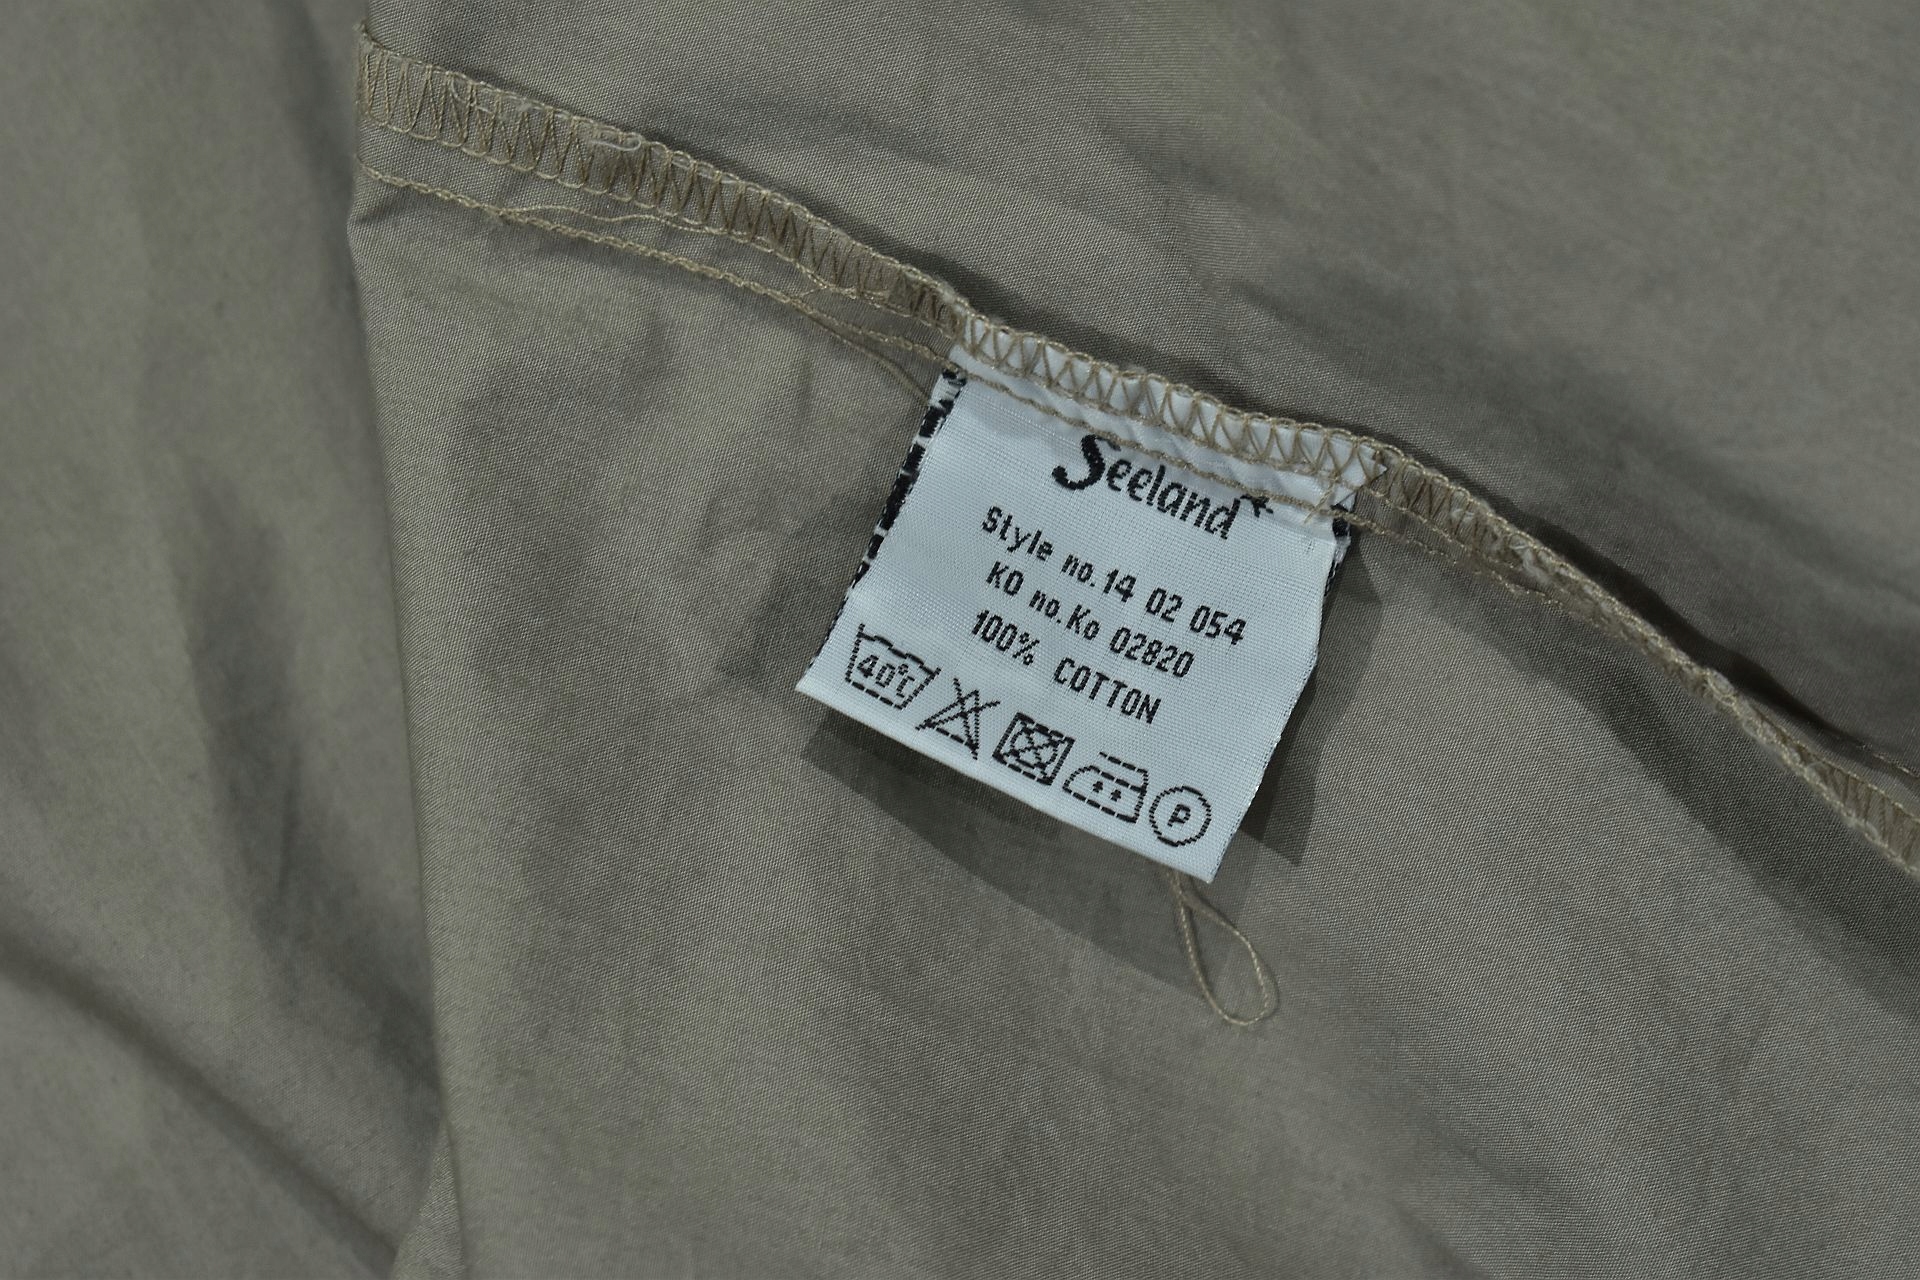 Seeland
Style no. 14 02 054
KO no. Ko 02820
100% COTTON
40°C P